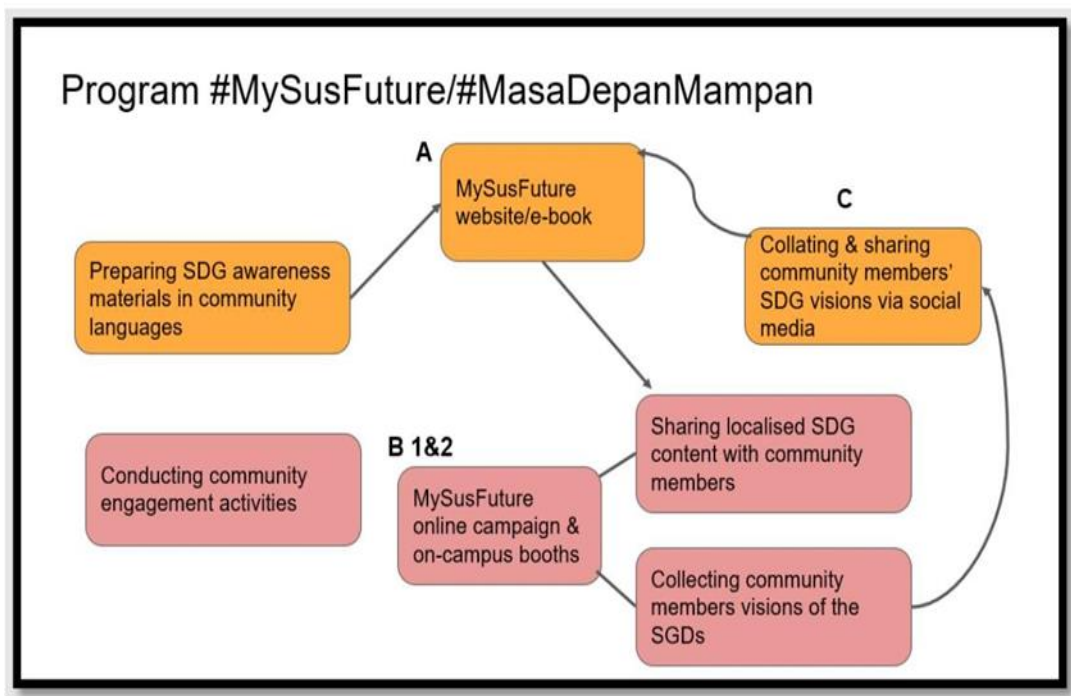 Program #MySusFuture/#MasaDepanMampan
A
MySusFuture
website/e-book
C
Collating & sharing
community members'
SDG visions via social
media
Preparing SDG awareness
materials in community
languages
Sharing localised SDG
content with community
members
B 1&2
Conducting community
engagement activities
MySusFuture
online campaign &
on-campus booths
Collecting community
members visions of the
SGDs